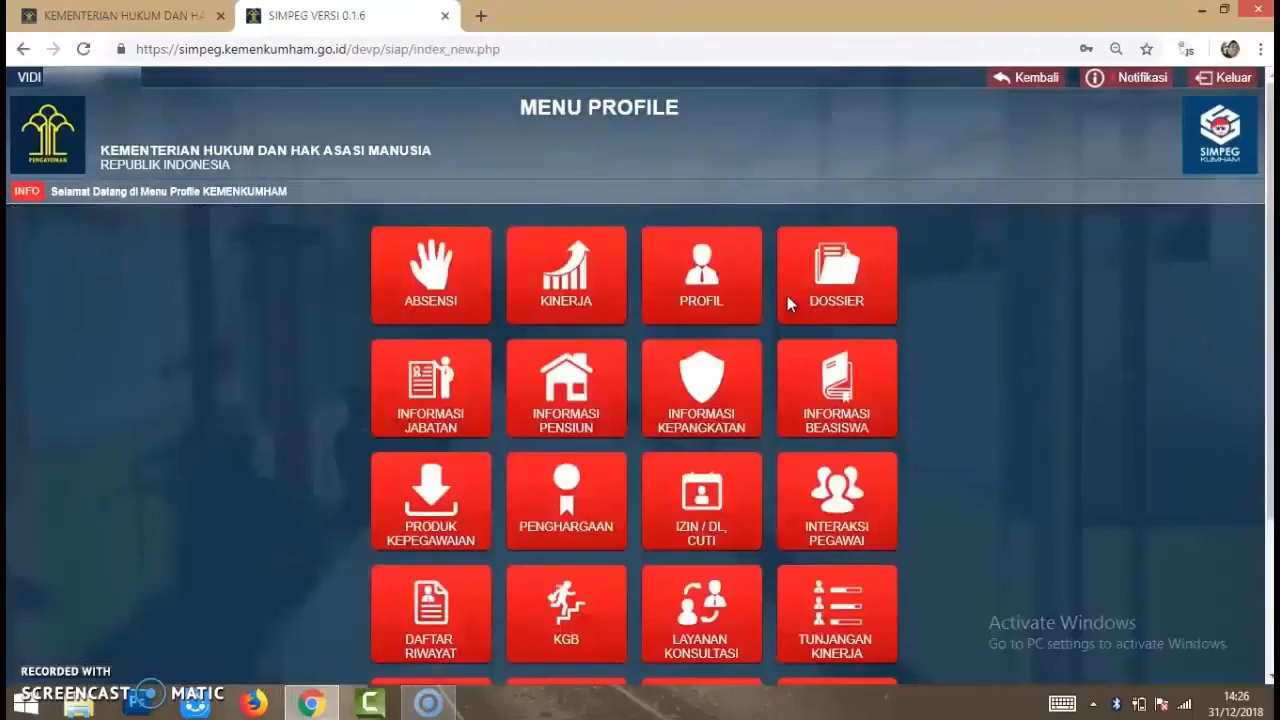 KEMENTERIAN HUKUM DAN HA
SIMPEG VERSI 0.1.6
https://simpeg.kemenkumham.go.id/devp/siap/index_new.php
VIDI
Kembali
Notifikasi
Keluar
MENU PROFILE
PENGAYOMAN
KEMENTERIAN HUKUM DAN HAK ASASI MANUSIA
REPUBLIK INDONESIA
SIMPEG
KUMHAM
INFO
Selamat Datang di Menu Profile KEMENKUMHAM
ABSENSI
KINERJA
PROFIL
DOSSIER
INFORMASI
JABATAN
INFORMASI
PENSIUN
INFORMASI
KEPANGKATAN
INFORMASI
BEASISWA
PRODUK
KEPEGAWAIAN
PENGHARGAAN
IZIN / DL,
CUTI
INTERAKSI
PEGAWAI
DAFTAR
RIWAYAT
KGB
LAYANAN
KONSULTASI
TUNJANGAN
KINERJA
Activate Windows
Go to PC settings to activate Windows.
RECORDED WITH
SCREENCAST MATIC
14:26
31/12/2018